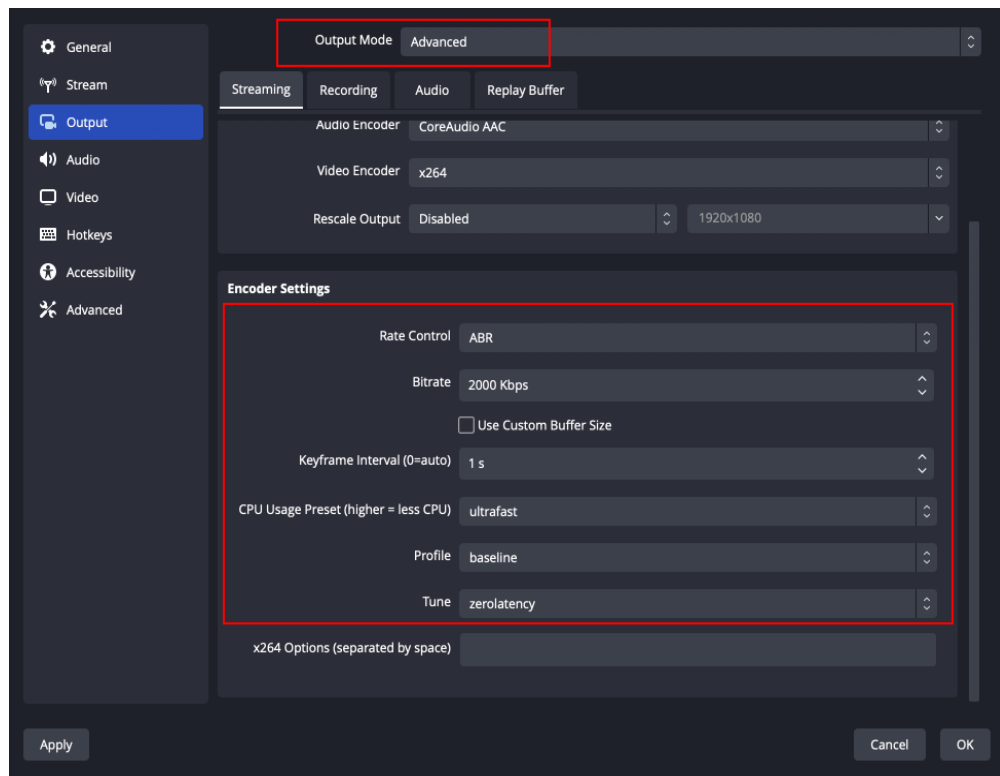 General
Stream
Output
Audio
Video
Hotkeys
Accessibility
Advanced
Output Mode Advanced
Streaming Recording Audio Replay Buffer
Audio Encoder CoreAudio AAC
Video Encoder x264
Rescale Output Disabled 1920x1080
Encoder Settings
Rate Control ABR
Bitrate 2000 Kbps
Use Custom Buffer Size
Keyframe Interval (0=auto) 1 s
CPU Usage Preset (higher = less CPU) ultrafast
Profile baseline
Tune zerolatency
x264 Options (separated by space)
Apply Cancel OK